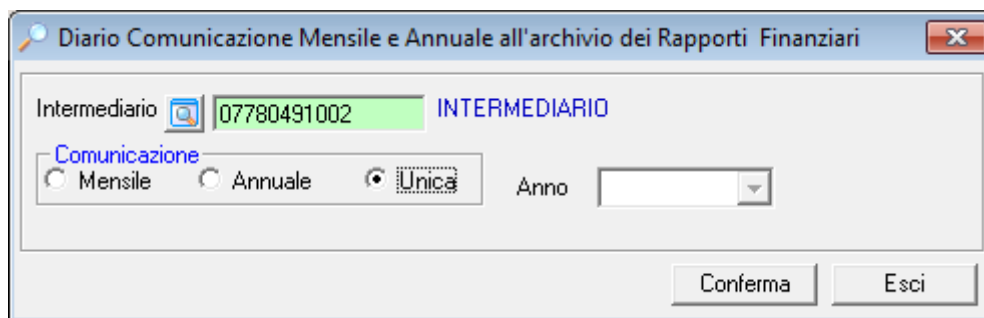 Diario Comunicazione Mensile e Annuale all'archivio dei Rapporti Finanziari
Intermediario 07780491002 INTERMEDIARIO
Comunicazione
Mensile Annuale Unica Anno
Conferma Esci